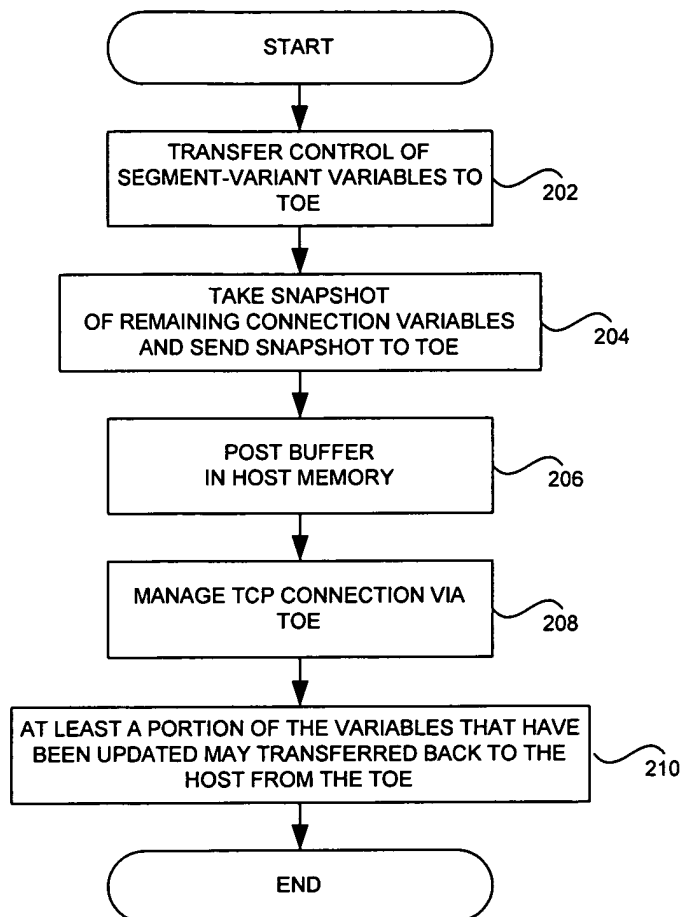 START
TRANSFER CONTROL OF
SEGMENT-VARIANT VARIABLES TO
TOE
202
TAKE SNAPSHOT
OF REMAINING CONNECTION VARIABLES
AND SEND SNAPSHOT TO TOE
204
POST BUFFER
IN HOST MEMORY
206
MANAGE TCP CONNECTION VIA
TOE
208
AT LEAST A PORTION OF THE VARIABLES THAT HAVE
BEEN UPDATED MAY TRANSFERRED BACK TO THE
HOST FROM THE TOE
210
END